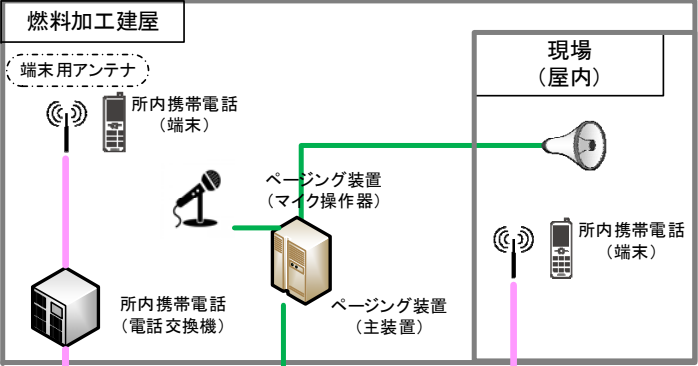 燃料加工建屋
端末用アンテナ
所内携帯電話
（端末）
現場
（屋内）
ページング装置
（マイク操作器）
所内携帯電話
（端末）
所内携帯電話
（電話交換機）
ページング装置
（主装置）